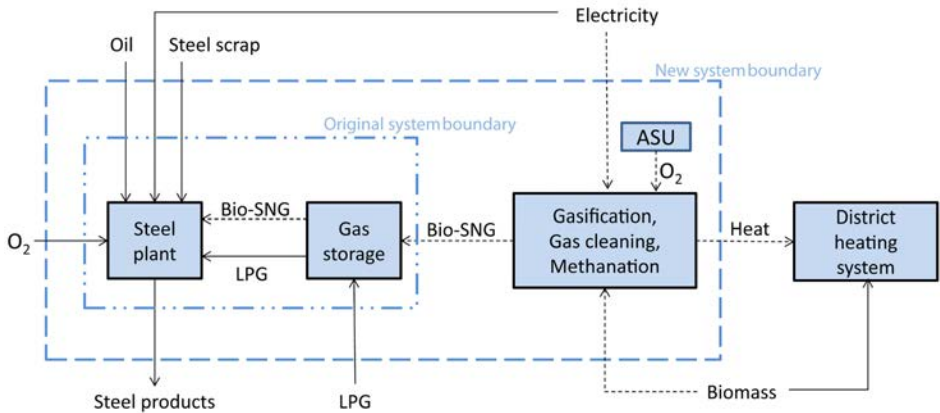 Electricity
Oil
Steel scrap
New system boundary
Original system boundary
ASU
O2
Bio-SNG
Steel
plant
Gas
storage
Bio-SNG
Gasification,
Gas cleaning,
Methanation
Heat
District
heating
system
O2
LPG
Biomass
Steel products
LPG